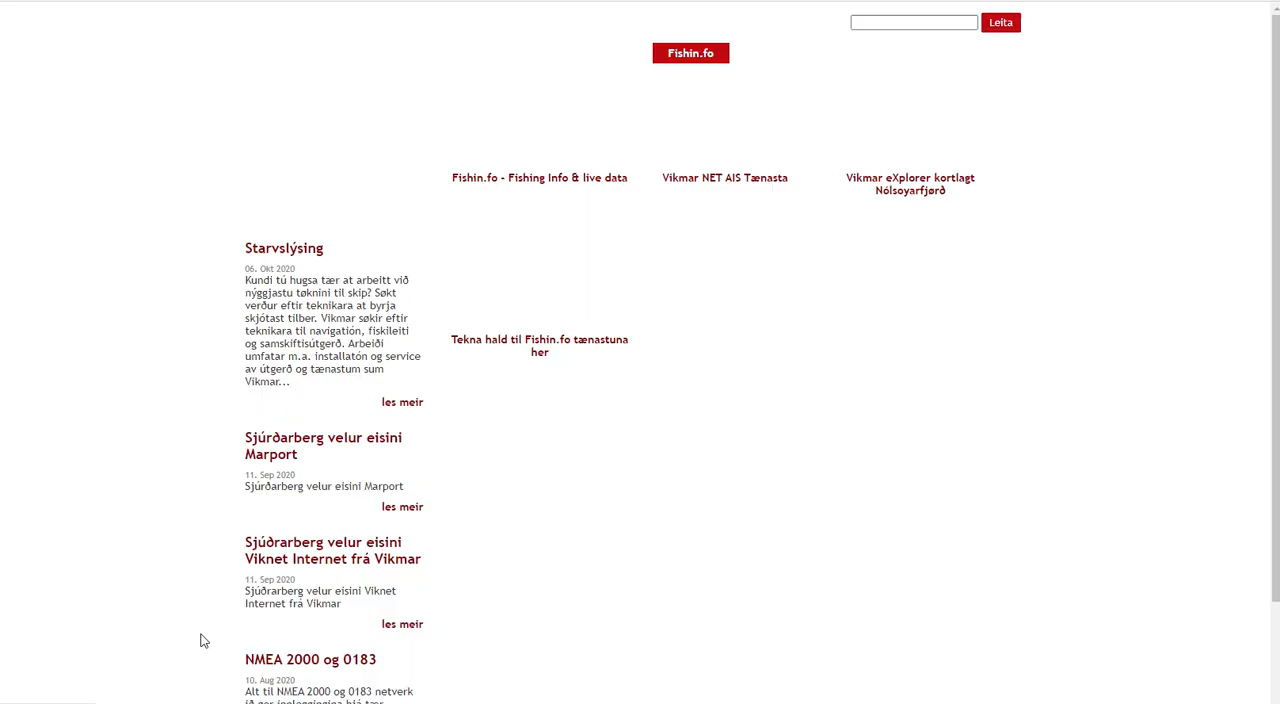 Leita
Fishin.fo
Fishin.fo - Fishing Info & live data
Vikmar NET AIS Tænasta
Vikmar eXplorer kortlagt
Nólsoyarfjørð
Starvslýsing
06. Okt 2020
Kundi tú hugsa tær at arbeitt við
nýggjastu tøknini til skip? Søkt
verður eftir teknikara at byrja
skjótast tilber. Vikmar søkir eftir
teknikara til navigatión, fiskileiti
og samskiftisútgerð. Arbeiði
umfatar m.a. installatón og service
av útgerð og tænastum sum
Vikmar...
les meir
Tekna hald til Fishin.fo tænastuna
her
Sjúrðarberg velur eisini
Marport
11. Sep 2020
Sjúrðarberg velur eisini Marport
les meir
Sjúðrarberg velur eisini
Viknet Internet frá Vikmar
11. Sep 2020
Sjúðrarberg velur eisini Viknet
Internet frá Vikmar
les meir
NMEA 2000 og 0183
10. Aug 2020
Alt til NMEA 2000 og 0183 netverk